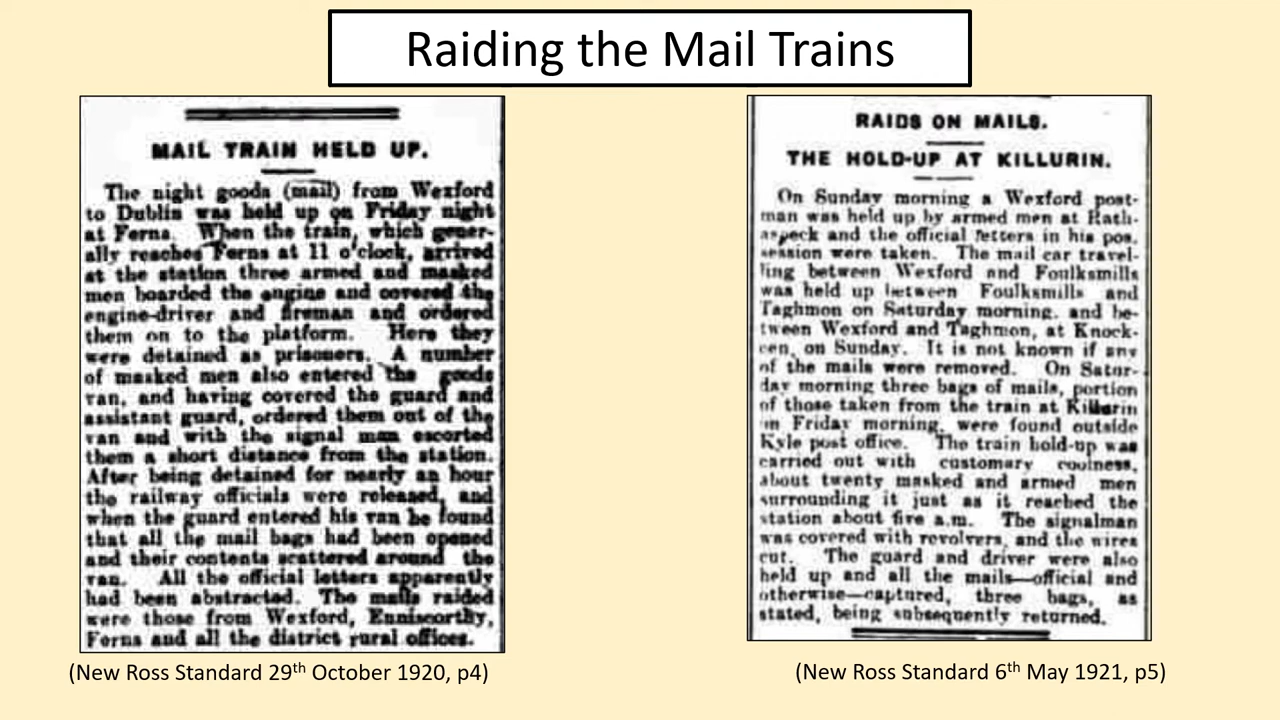 Raiding the Mail Trains
MAIL TRAIN HELD UP.
The night goods (mail) from Wexford
to Dublin was held up on Friday night
at Ferns. When the train, which gener-
ally reaches Ferns at 11 o'clock, arrived
at the station three armed and masked
men boarded the engine and covered the
engine-driver and fireman and ordered
them on to the platform. Here they
were detained as prisoners. A number
of masked men also entered the goods
van, and having covered the guard and
assistant guard, ordered them out of the
van and with the signal man escorted
them a short distance from the station.
After being detained for nearly an hour
the railway officials were released, and
when the guard entered his van he found
that all the mail bags had been opened
and their contents scattered around the
van. All the official letters apparently
had been abstracted. The mails raided
were those from Wexford, Enniscorthy,
Ferns and all the district rural offices.
(New Ross Standard 29th October 1920, p4)
RAIDS ON MAILS.
THE HOLD-UP AT KILLURIN.
On Sunday morning a Wexford post-
man was held up by armed men at Rath-
aspeck and the official letters in his pos-
session were taken. The mail car travel-
ling between Wexford and Foulksmills
was held up between Foulksmills and
Taghmon on Saturday morning, and be-
tween Wexford and Taghmon, at Knock-
een, on Sunday. It is not known if any
of the mails were removed. On Satur-
day morning three bags of mails, portion
of those taken from the train at Killurin
on Friday morning, were found outside
Kyle post office. The train hold-up was
carried out with customary coolness,
about twenty masked and armed men
surrounding it just as it reached the
station about five a.m. The signalman
was covered with revolvers, and the wires
cut. The guard and driver were also
held up and all the mails—official and
otherwise—captured, three bags, as
stated, being subsequently returned.
(New Ross Standard 6th May 1921, p5)